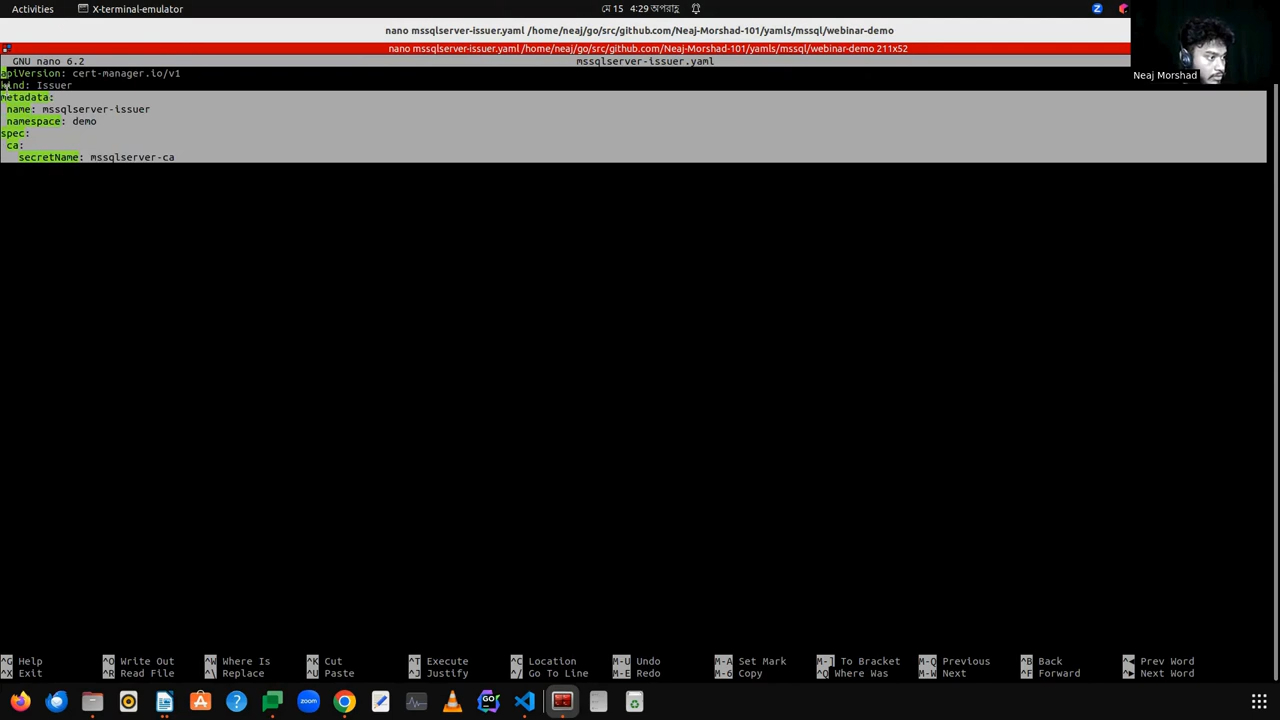 Activities X-terminal-emulator মে 15 4:29 অপরাহ্ণ
nano mssqlserver-issuer.yaml /home/neaj/go/src/github.com/Neaj-Morshad-101/yamls/mssql/webinar-demo
nano mssqlserver-issuer.yaml /home/neaj/go/src/github.com/Neaj-Morshad-101/yamls/mssql/webinar-demo 211x52
GNU nano 6.2 mssqlserver-issuer.yaml
apiVersion: cert-manager.io/v1
kind: Issuer
metadata:
name: mssqlserver-issuer
namespace: demo
spec:
ca:
secretName: mssqlserver-ca
Neaj Morshad
^G Help ^O Write Out ^W Where Is ^K Cut ^T Execute ^C Location M-U Undo M-A Set Mark M-] To Bracket M-Q Previous ^B Back ^◄ Prev Word
^X Exit ^R Read File ^\ Replace ^U Paste ^J Justify ^/ Go To Line M-E Redo M-6 Copy ^Q Where Was M-W Next ^F Forward ^► Next Word
zoom
GO